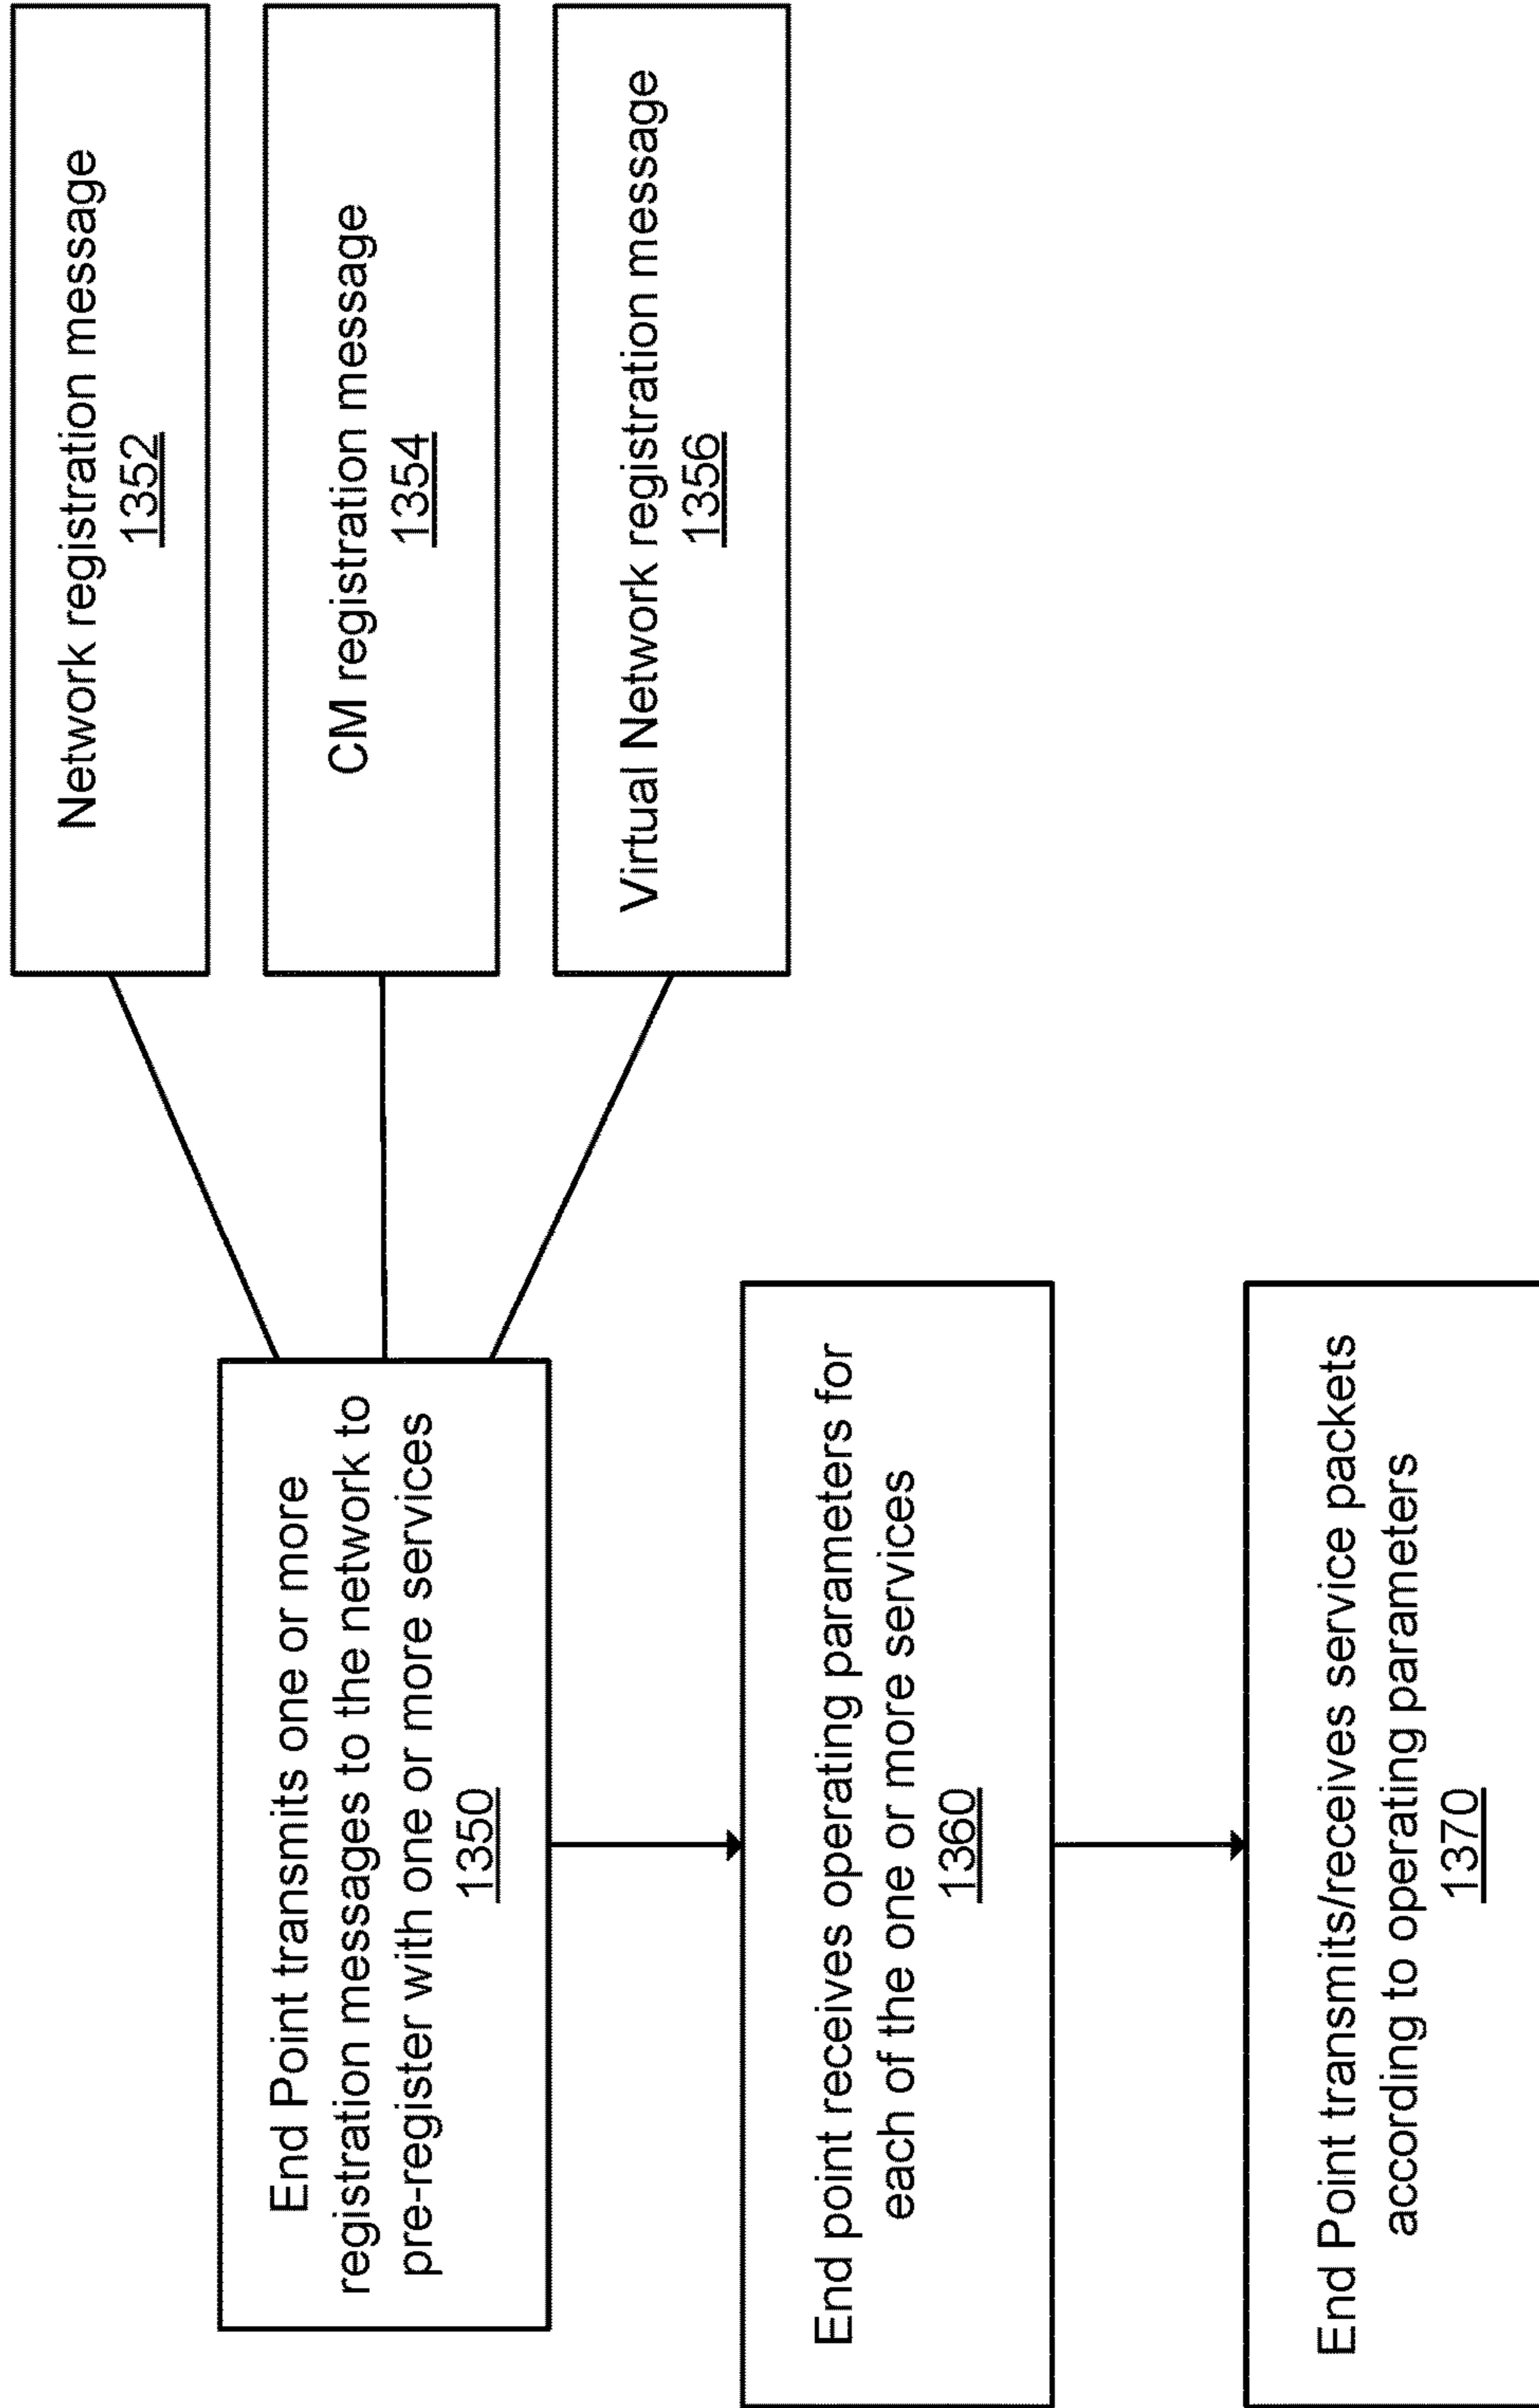 Network registration message
1352
CM registration message
1354
Virtual Network registration message
1356
End Point transmits one or more
registration messages to the network to
pre-register with one or more services
1350
End point receives operating parameters for
each of the one or more services
1360
End Point transmits/receives service packets
according to operating parameters
1370